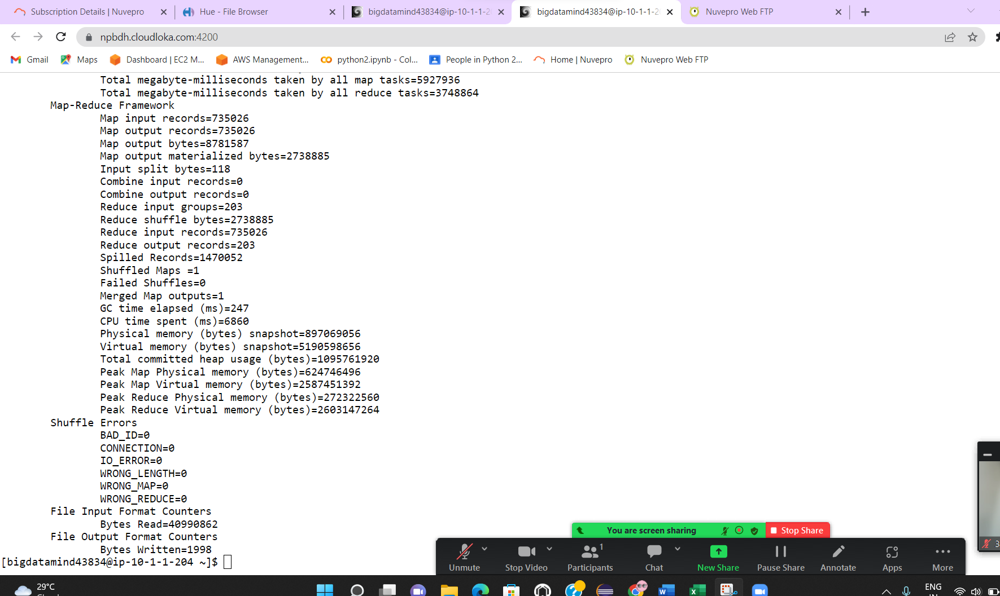 Subscription Details | Nuvepro
Hue - File Browser
bigdatamind43834@ip-10-1-1-2
bigdatamind43834@ip-10-1-1-2
Nuvepro Web FTP
npbdh.cloudloka.com:4200
Gmail
Maps
Dashboard | EC2 M...
AWS Management...
python2.ipynb - Col...
People in Python 2...
Home | Nuvepro
Nuvepro Web FTP
Total megabyte-milliseconds taken by all map tasks=5927936
Total megabyte-milliseconds taken by all reduce tasks=3748864
Map-Reduce Framework
Map input records=735026
Map output records=735026
Map output bytes=8781587
Map output materialized bytes=2738885
Input split bytes=118
Combine input records=0
Combine output records=0
Reduce input groups=203
Reduce shuffle bytes=2738885
Reduce input records=735026
Reduce output records=203
Spilled Records=1470052
Shuffled Maps =1
Failed Shuffles=0
Merged Map outputs=1
GC time elapsed (ms)=247
CPU time spent (ms)=6860
Physical memory (bytes) snapshot=897069056
Virtual memory (bytes) snapshot=5190598656
Total committed heap usage (bytes)=1095761920
Peak Map Physical memory (bytes)=624746496
Peak Map Virtual memory (bytes)=2587451392
Peak Reduce Physical memory (bytes)=272322560
Peak Reduce Virtual memory (bytes)=2603147264
Shuffle Errors
BAD_ID=0
CONNECTION=0
IO_ERROR=0
WRONG_LENGTH=0
WRONG_MAP=0
WRONG_REDUCE=0
File Input Format Counters
Bytes Read=40990862
File Output Format Counters
Bytes Written=1998
[bigdatamind43834@ip-10-1-1-204 ~]$
You are screen sharing
Stop Share
3
1
Unmute
Stop Video
Participants
Chat
New Share
Pause Share
Annotate
Apps
More
29°C
ENG